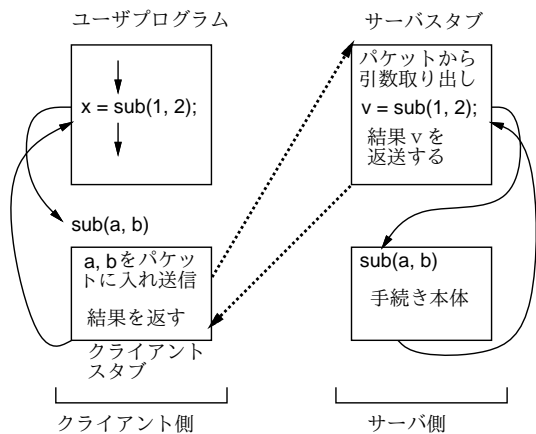 ユーザプログラム
x = sub(1, 2);
sub(a, b)
a, bをパケッ
トに入れ送信
結果を返す
クライアント
スタブ
クライアント側
サーバスタブ
パケットから
引数取り出し
v = sub(1, 2);
結果ｖを
返送する
sub(a, b)
手続き本体
サーバ側